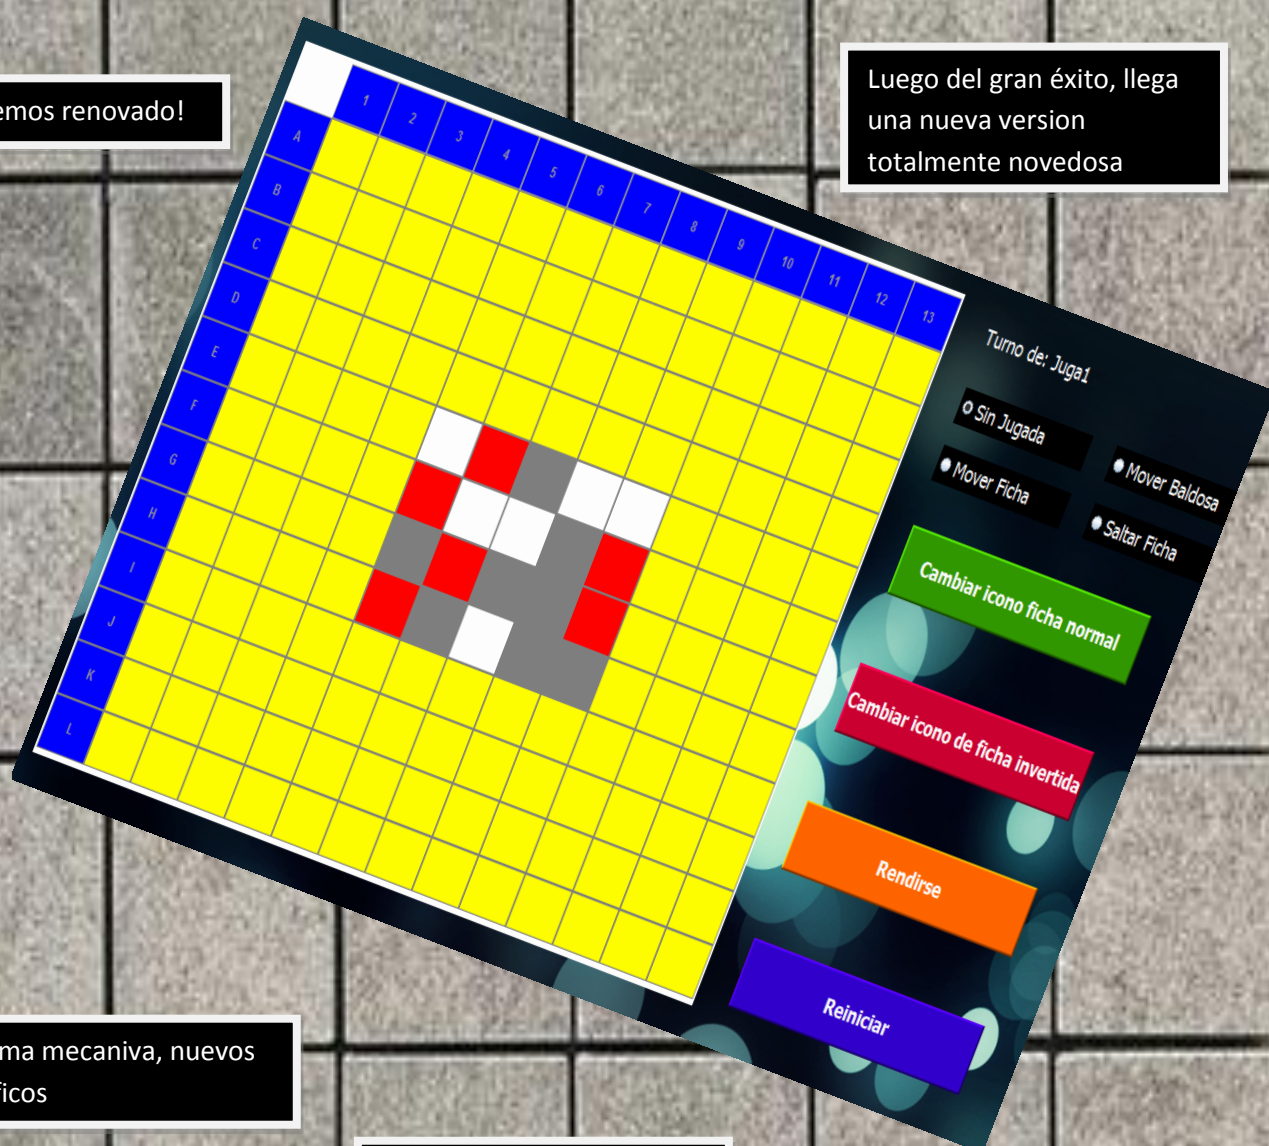 emos renovado!
Luego del gran éxito, llega
una nueva version
totalmente novedosa
1 2 3 4 5 6 7 8 9 10 11 12 13
A
B
C
D
E
F
G
H
I
J
K
L
Turno de: Juga1
Sin Jugada
Mover Baldosa
Mover Ficha
Saltar Ficha
Cambiar icono ficha normal
Cambiar icono de ficha invertida
Rendirse
Reiniciar
ma mecaniva, nuevos
ficos